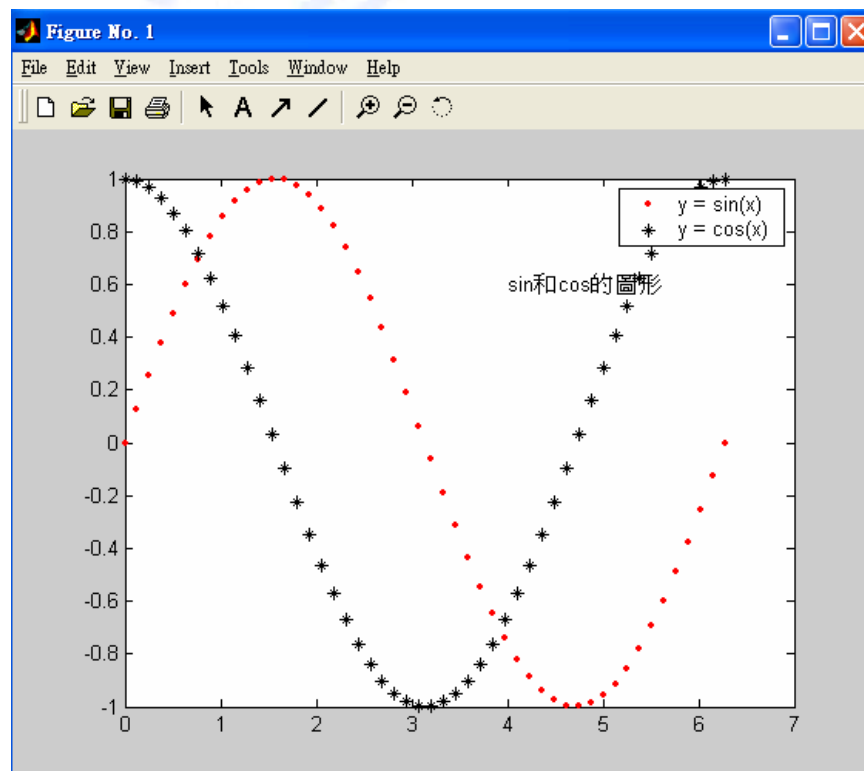 Figure No. 1
File Edit View Insert Tools Window Help
A
1
0.8
0.6
0.4
0.2
0
-0.2
-0.4
-0.6
-0.8
-1
y = sin(x)
y = cos(x)
sin和cos的圖形
0 1 2 3 4 5 6 7